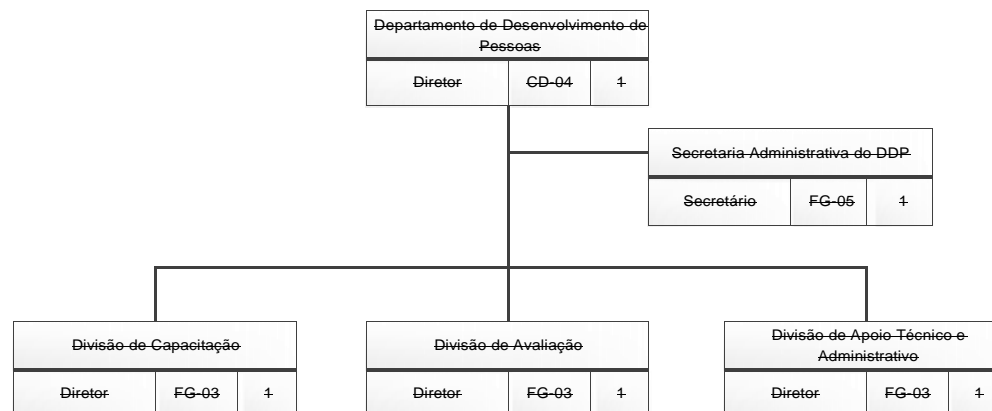 Departamento de Desenvolvimento de
Pessoas
Diretor CD-04 1
Secretaria Administrativa do DDP
Secretário FG-05 1
Divisão de Capacitação
Divisão de Avaliação
Divisão de Apoio Técnico e
Administrativo
Diretor FG-03 1
Diretor FG-03 1
Diretor FG-03 1